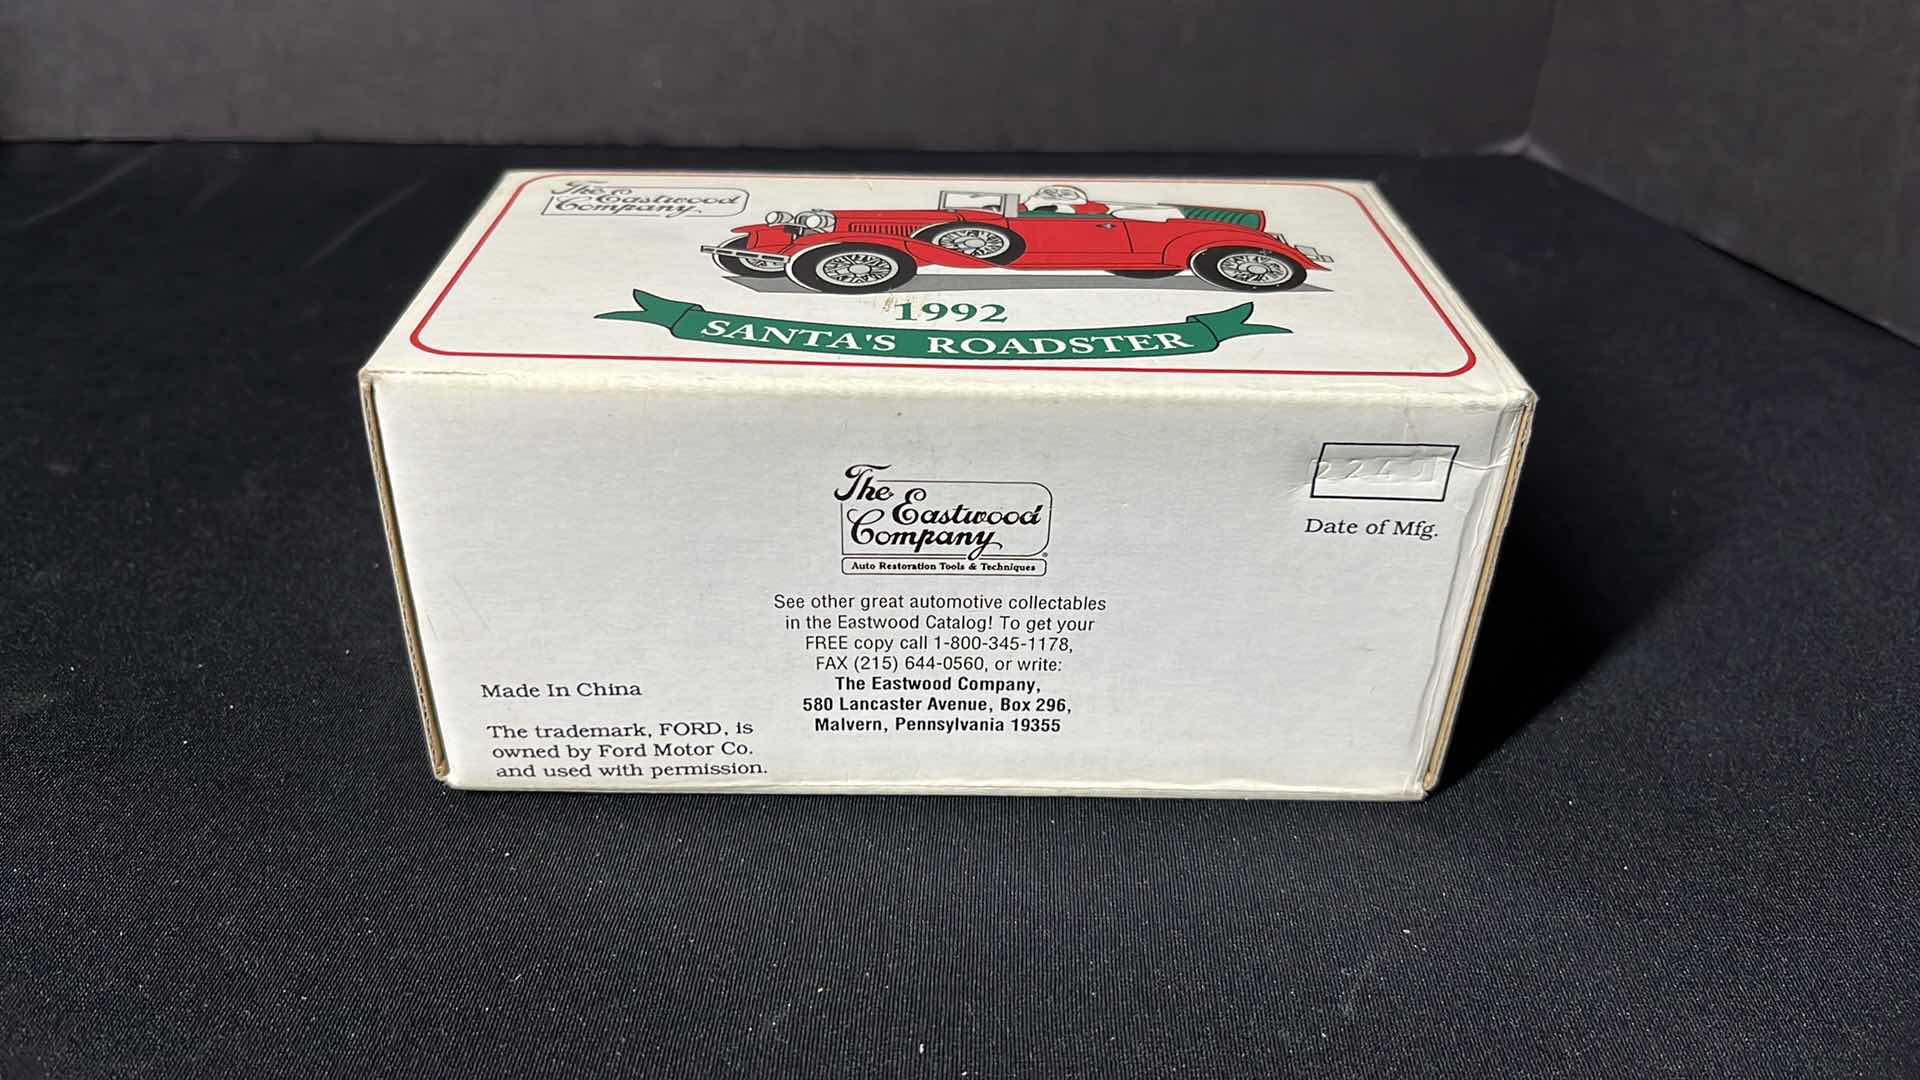 The Eastwood
Company
1992
SANTA'S ROADSTER
Date of Mfg.
The
Eastwood
Company
®
Auto Restoration Tools & Techniques
See other great automotive collectables
in the Eastwood Catalog! To get your
FREE copy call 1-800-345-1178,
FAX (215) 644-0560, or write:
The Eastwood Company,
580 Lancaster Avenue, Box 296,
Malvern, Pennsylvania 19355
Made In China
The trademark, FORD, is
owned by Ford Motor Co.
and used with permission.